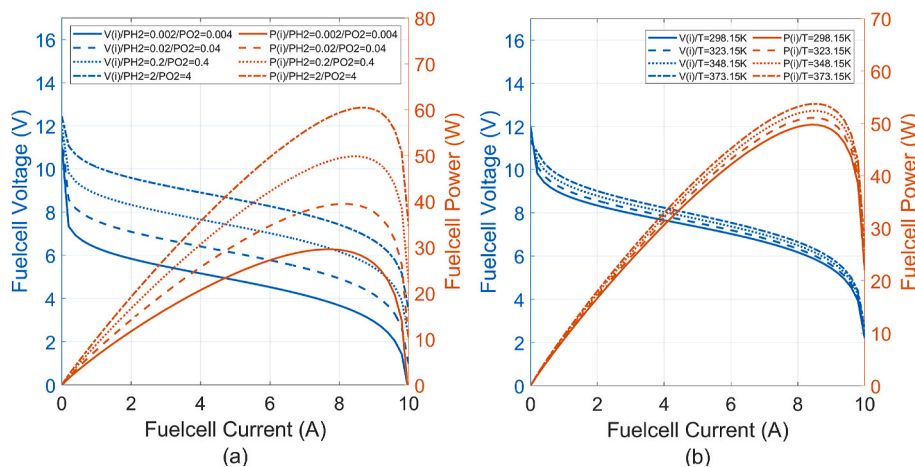 V(i)/PH2=0.002/PO2=0.004
V(i)/PH2=0.02/PO2=0.04
V(i)/PH2=0.2/PO2=0.4
V(i)/PH2=2/PO2=4
P(i)/PH2=0.002/PO2=0.004
P(i)/PH2=0.02/PO2=0.04
P(i)/PH2=0.2/PO2=0.4
P(i)/PH2=2/PO2=4
Fuelcell Voltage (V)
16
14
12
10
8
6
4
2
0
80
70
60
50
40
30
20
10
0
Fuelcell Power (W)
0 2 4 6 8 10
Fuelcell Current (A)
(a)
V(i)/T=298.15K
V(i)/T=323.15K
V(i)/T=348.15K
V(i)/T=373.15K
P(i)/T=298.15K
P(i)/T=323.15K
P(i)/T=348.15K
P(i)/T=373.15K
Fuelcell Voltage (V)
16
14
12
10
8
6
4
2
0
70
60
50
40
30
20
10
0
Fuelcell Power (W)
0 2 4 6 8 10
Fuelcell Current (A)
(b)